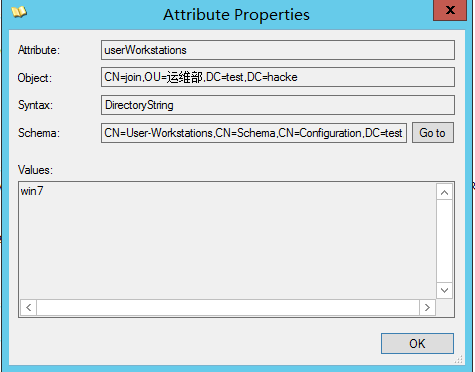 Attribute Properties
x
Attribute: userWorkstations
Object: CN=join,OU=运维部,DC=test,DC=hacke
Syntax: DirectoryString
Schema: CN=User-Workstations,CN=Schema,CN=Configuration,DC=test Go to
Values:
win7
OK